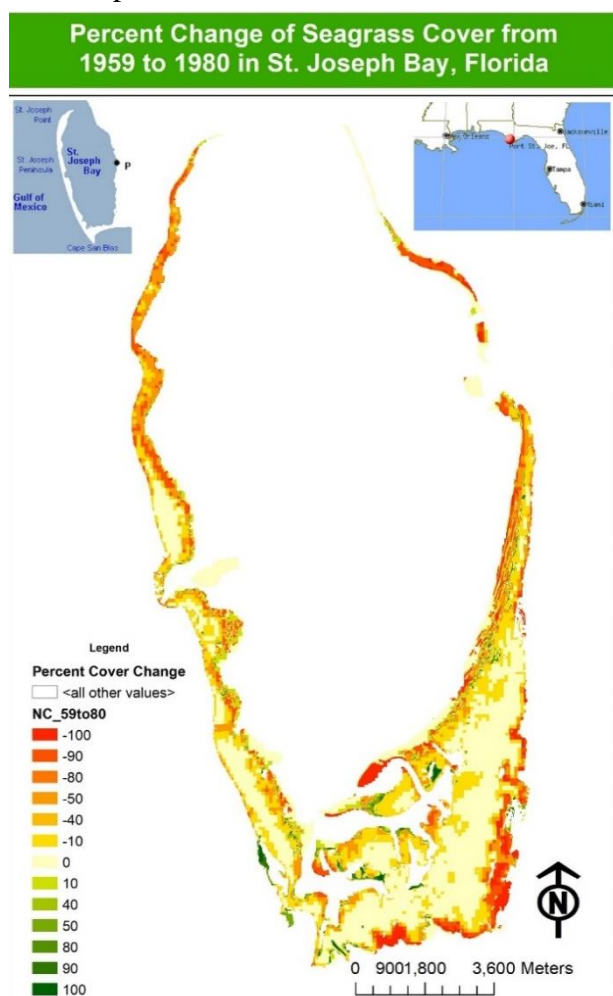 Percent Change of Seagrass Cover from
1959 to 1980 in St. Joseph Bay, Florida
St. Joseph
Point
St. Joseph
Peninsula
St.
Joseph
Bay
P
Gulf of
Mexico
Cape San Blas
New Orleans
Jacksonville
Port St. Joe, FL
Tampa
Miami
Legend
Percent Cover Change
<all other values>
NC_59to80
-100
-90
-80
-50
-40
-10
0
10
40
50
80
90
100
N
0 9001,800 3,600 Meters